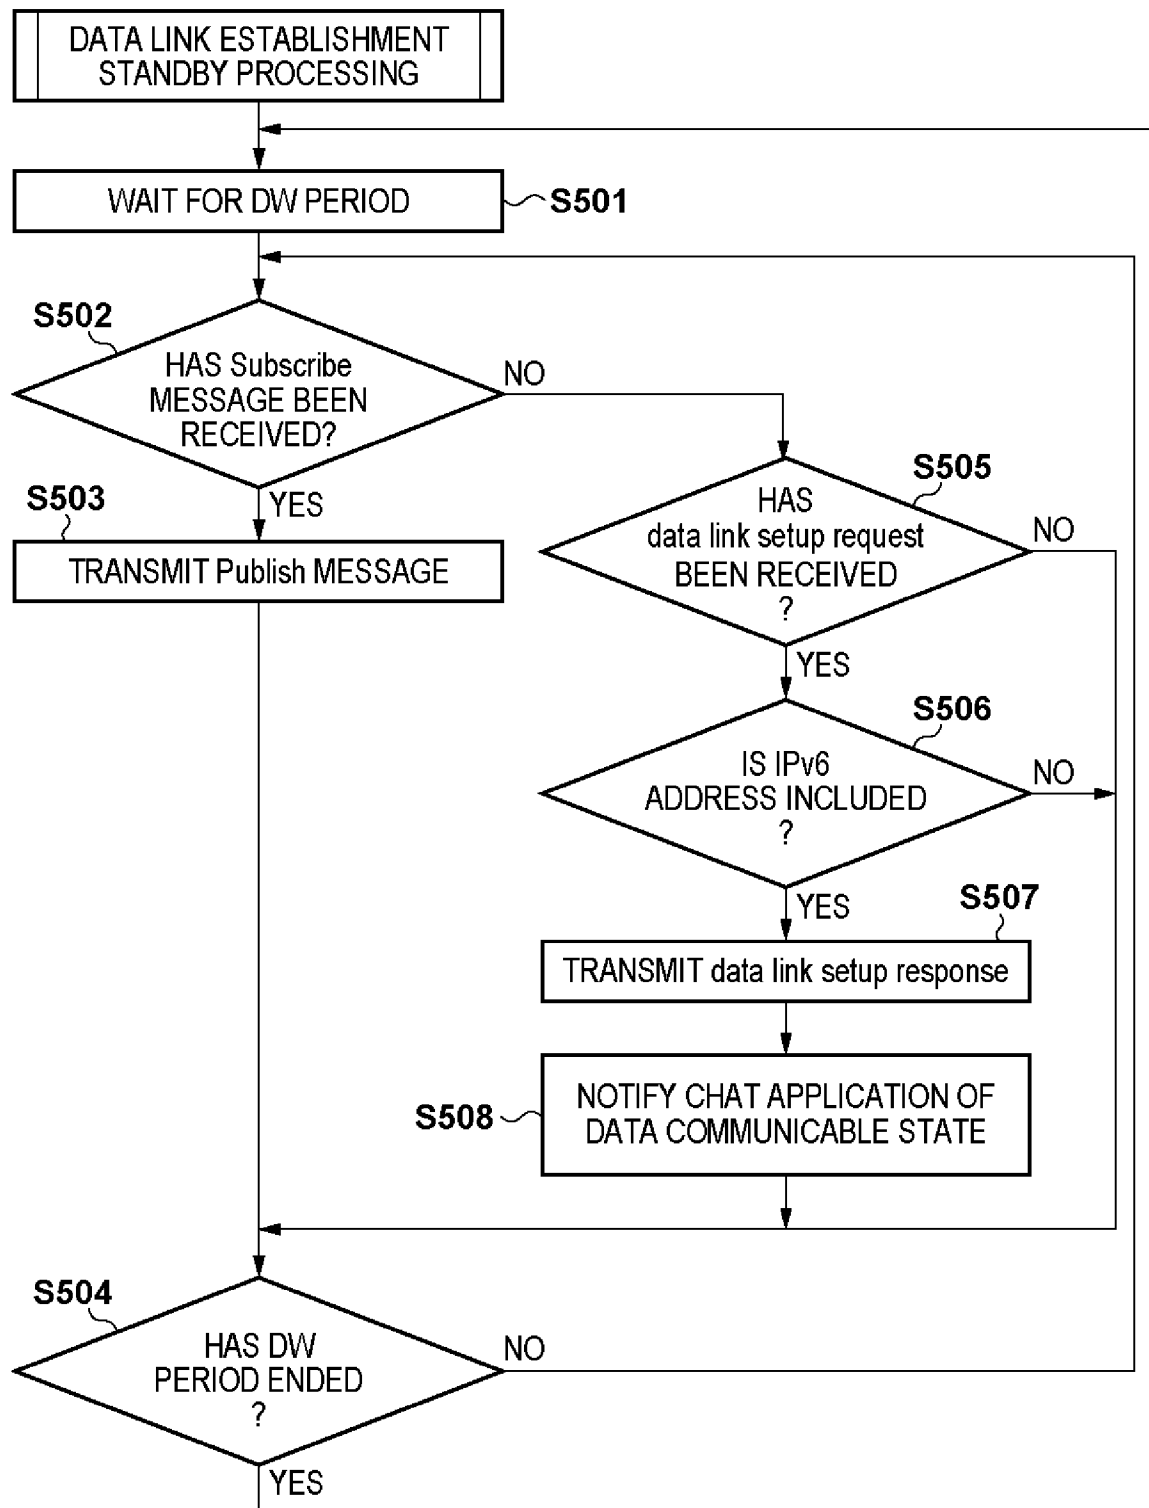 DATA LINK ESTABLISHMENT
STANDBY PROCESSING
WAIT FOR DW PERIOD
S501
S502
HAS Subscribe
MESSAGE BEEN
RECEIVED?
NO
YES
S503
TRANSMIT Publish MESSAGE
S505
HAS
data link setup request
BEEN RECEIVED
?
NO
YES
S506
IS IPv6
ADDRESS INCLUDED
?
NO
YES
S507
TRANSMIT data link setup response
S508
NOTIFY CHAT APPLICATION OF
DATA COMMUNICABLE STATE
S504
HAS DW
PERIOD ENDED
?
NO
YES